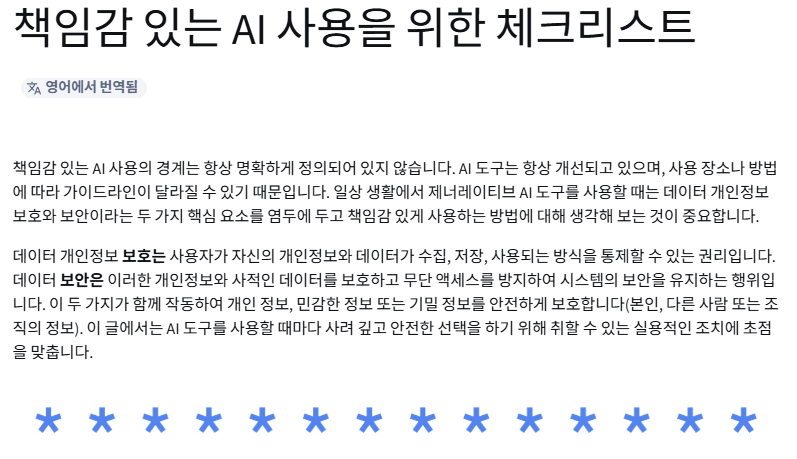 책임감 있는 AI 사용을 위한 체크리스트
영어에서 번역됨
책임감 있는 AI 사용의 경계는 항상 명확하게 정의되어 있지 않습니다. AI 도구는 항상 개선되고 있으며, 사용 장소나 방법
에 따라 가이드라인이 달라질 수 있기 때문입니다. 일상 생활에서 제너레이티브 AI 도구를 사용할 때는 데이터 개인정보
보호와 보안이라는 두 가지 핵심 요소를 염두에 두고 책임감 있게 사용하는 방법에 대해 생각해 보는 것이 중요합니다.
데이터 개인정보 보호는 사용자가 자신의 개인정보와 데이터가 수집, 저장, 사용되는 방식을 통제할 수 있는 권리입니다.
데이터 보안은 이러한 개인정보와 사적인 데이터를 보호하고 무단 액세스를 방지하여 시스템의 보안을 유지하는 행위입
니다. 이 두 가지가 함께 작동하여 개인 정보, 민감한 정보 또는 기밀 정보를 안전하게 보호합니다(본인, 다른 사람 또는 조
직의 정보). 이 글에서는 AI 도구를 사용할 때마다 사려 깊고 안전한 선택을 하기 위해 취할 수 있는 실용적인 조치에 초점
을 맞춥니다.
* * * * * * * * * * * * * *